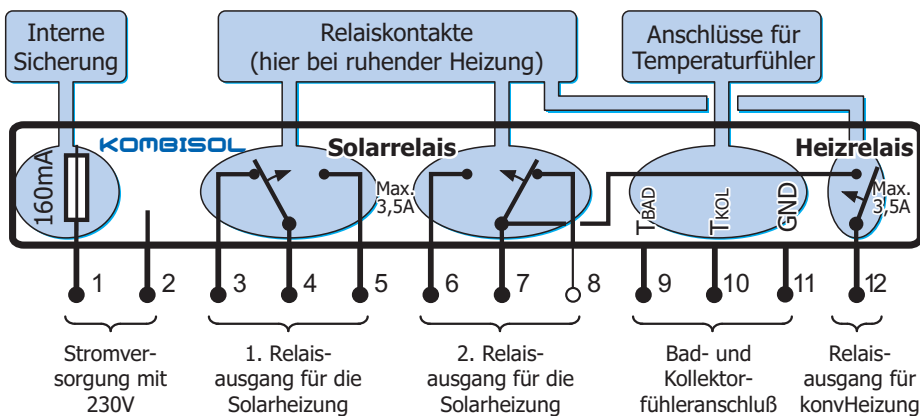 Interne
Sicherung
Relaiskontakte
(hier bei ruhender Heizung)
Anschlüsse für
Temperaturfühler
KOMBISOL
Solarrelais
Heizrelais
160mA
Max.
3,5A
TBAD
TKOL
GND
Max.
3,5A
1 2 3 4 5 6 7 8 9 10 11 12
Stromver-
sorgung mit
230V
1. Relais-
ausgang für die
Solarheizung
2. Relais-
ausgang für die
Solarheizung
Bad- und
Kollektor-
fühleranschluß
Relais-
ausgang für
konvHeizung